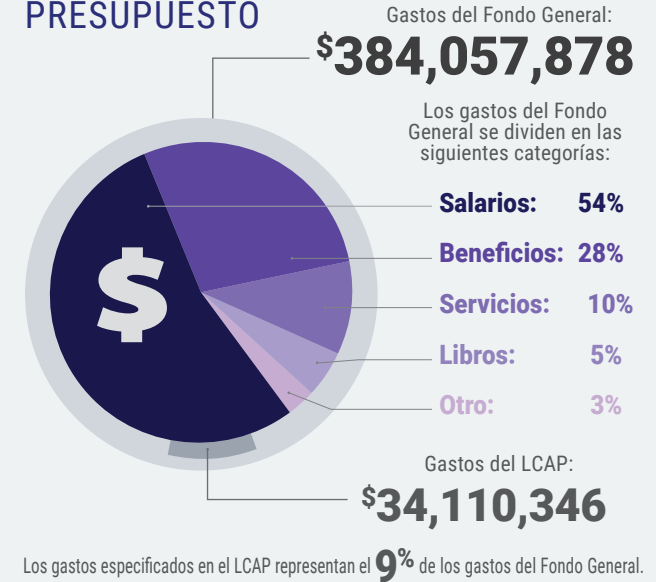 PRESUPUESTO
Gastos del Fondo General:
$384,057,878
Los gastos del Fondo
General se dividen en las
siguientes categorías:
Salarios: 54%
Beneficios: 28%
Servicios: 10%
Libros: 5%
Otro: 3%
$
Gastos del LCAP:
$34,110,346
Los gastos especificados en el LCAP representan el 9% de los gastos del Fondo General.